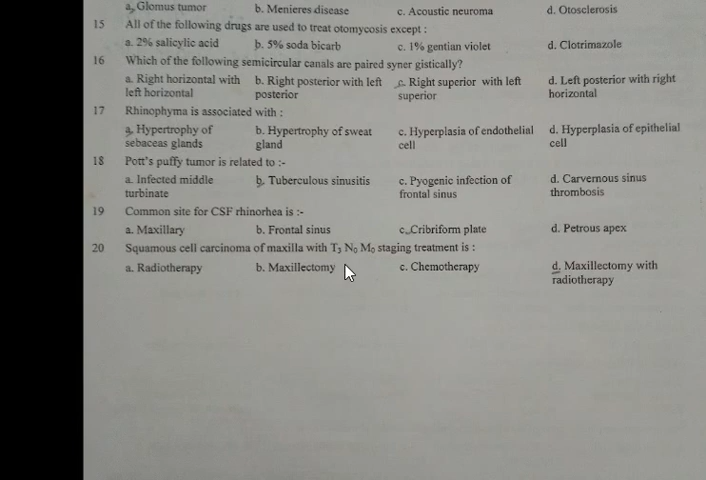 a. Glomus tumor b. Menieres disease c. Acoustic neuroma d. Otosclerosis
15 All of the following drugs are used to treat otomycosis except :
a. 2% salicylic acid b. 5% soda bicarb c. 1% gentian violet d. Clotrimazole
16 Which of the following semicircular canals are paired syner gistically?
a. Right horizontal with b. Right posterior with left c. Right superior with left d. Left posterior with right
left horizontal posterior superior horizontal
17 Rhinophyma is associated with :
a. Hypertrophy of b. Hypertrophy of sweat c. Hyperplasia of endothelial d. Hyperplasia of epithelial
sebaceas glands gland cell cell
18 Pott's puffy tumor is related to :-
a. Infected middle b. Tuberculous sinusitis c. Pyogenic infection of d. Carvernous sinus
turbinate frontal sinus thrombosis
19 Common site for CSF rhinorhea is :-
a. Maxillary b. Frontal sinus c. Cribriform plate d. Petrous apex
20 Squamous cell carcinoma of maxilla with T3 N0 M0 staging treatment is :
a. Radiotherapy b. Maxillectomy c. Chemotherapy d. Maxillectomy with
radiotherapy